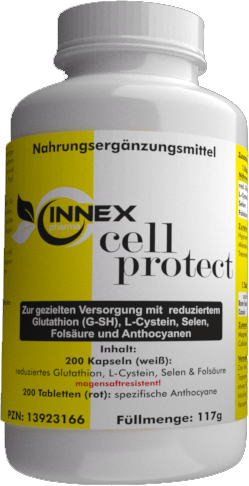 Nahrungsergänzungsmittel
INNEX
pharma
cell
protect
Zur gezielten Versorgung mit reduziertem
Glutathion (G-SH), L-Cystein, Selen,
Folsäure und Anthocyanen
Inhalt:
200 Kapseln (weiß):
reduziertes Glutathion, L-Cystein, Selen & Folsäure
magensaftresistent!
200 Tabletten (rot): spezifische Anthocyane
PZN: 13923166
Füllmenge: 117g